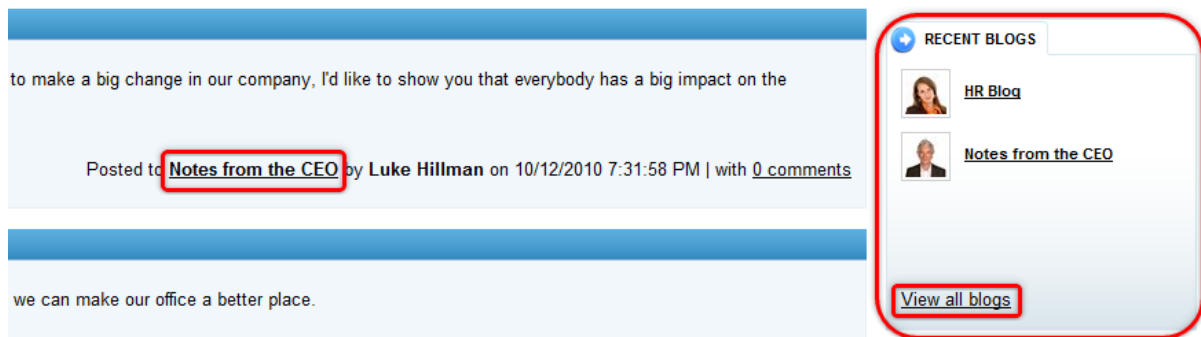 to make a big change in our company, I'd like to show you that everybody has a big impact on the
Posted to Notes from the CEO by Luke Hillman on 10/12/2010 7:31:58 PM | with 0 comments
we can make our office a better place.
RECENT BLOGS
HR Blog
Notes from the CEO
View all blogs